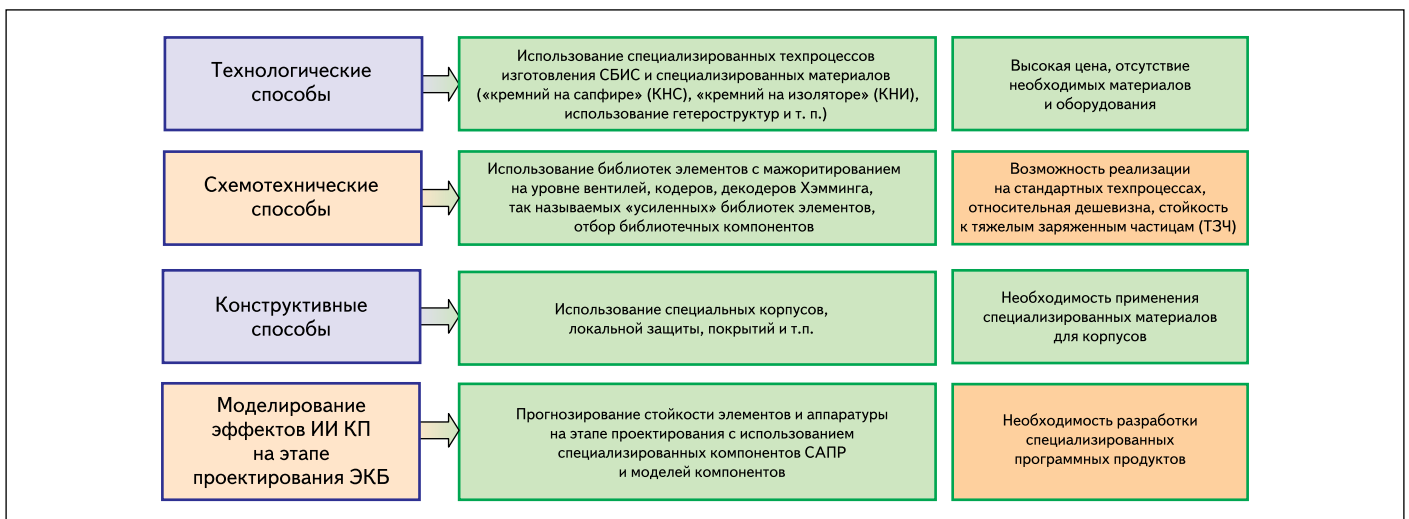 Технологические
способы
Использование специализированных техпроцессов
изготовления СБИС и специализированных материалов
(«кремний на сапфире» (КНС), «кремний на изоляторе» (КНИ),
использование гетероструктур и т. п.)
Высокая цена, отсутствие
необходимых материалов
и оборудования
Схемотехнические
способы
Использование библиотек элементов с мажоритированием
на уровне вентилей, кодеров, декодеров Хэмминга,
так называемых «усиленных» библиотек элементов,
отбор библиотечных компонентов
Возможность реализации
на стандартных техпроцессах,
относительная дешевизна, стойкость
к тяжелым заряженным частицам (ТЗЧ)
Конструктивные
способы
Использование специальных корпусов,
локальной защиты, покрытий и т.п.
Необходимость применения
специализированных материалов
для корпусов
Моделирование
эффектов ИИ КП
на этапе
проектирования ЭКБ
Прогнозирование стойкости элементов и аппаратуры
на этапе проектирования с использованием
специализированных компонентов САПР
и моделей компонентов
Необходимость разработки
специализированных
программных продуктов